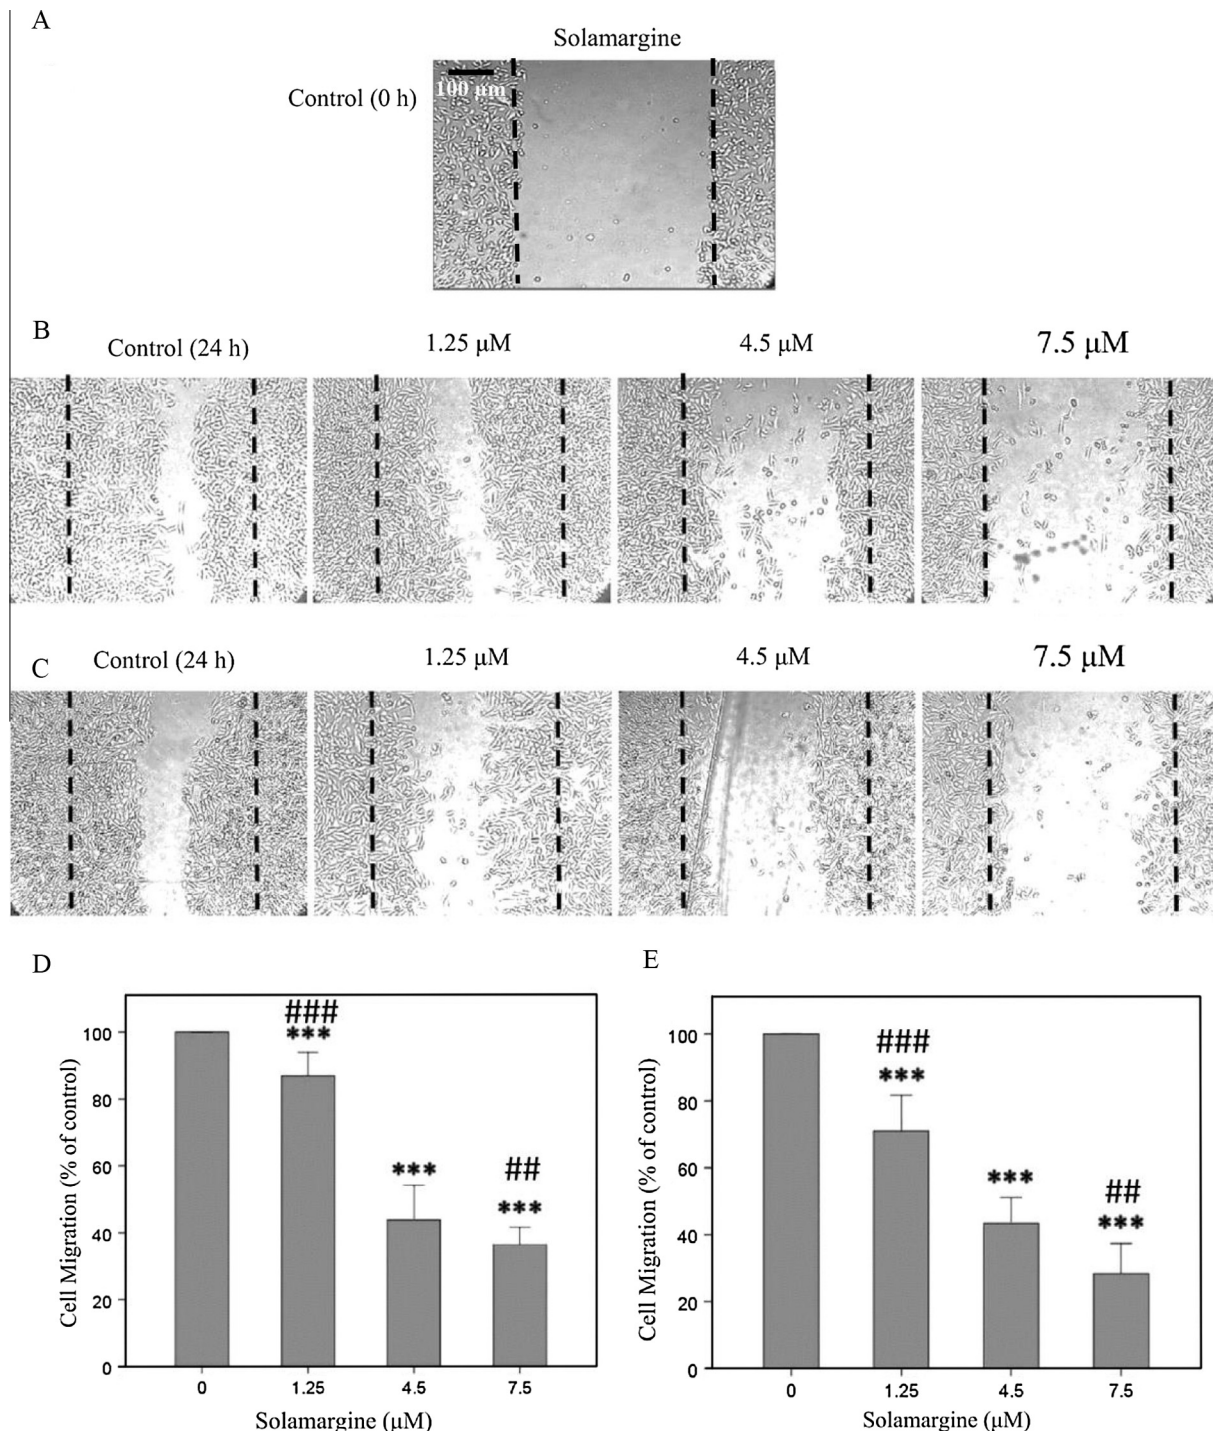 A
Solamargine
Control (0 h)
100 μm
B
Control (24 h)
1.25 μM
4.5 μM
7.5 μM
C
Control (24 h)
1.25 μM
4.5 μM
7.5 μM
D
Cell Migration (% of control)
100
80
60
40
20
0
###
***
***
##
***
0
1.25
4.5
7.5
Solamargine (μM)
E
Cell Migration (% of control)
100
80
60
40
20
0
###
***
***
##
***
0
1.25
4.5
7.5
Solamargine (μM)